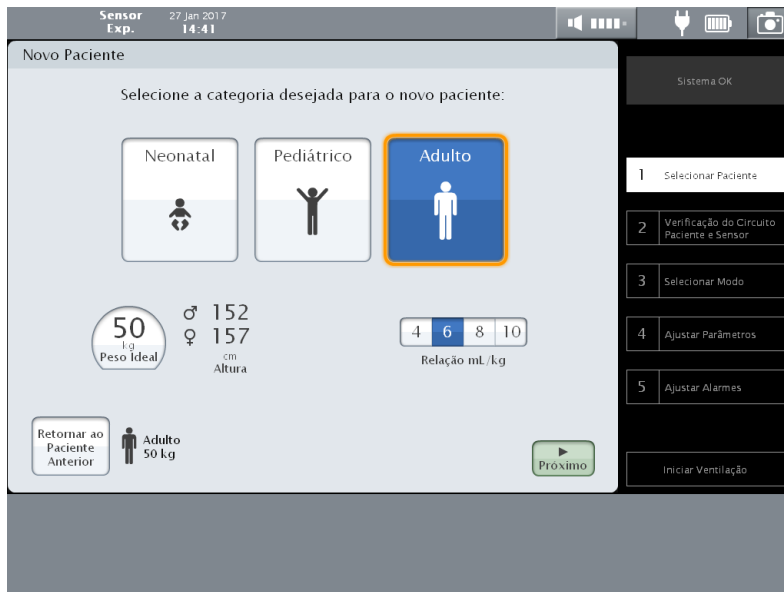 Sensor
Exp.
27 Jan 2017
14:41
Novo Paciente
Selecione a categoria desejada para o novo paciente:
Neonatal
Pediátrico
Adulto
50
kg
Peso Ideal
♂ 152
♀ 157
cm
Altura
4 6 8 10
Relação mL/kg
Retornar ao
Paciente
Anterior
Adulto
50 kg
Próximo
Sistema OK
1 Selecionar Paciente
2 Verificação do Circuito
Paciente e Sensor
3 Selecionar Modo
4 Ajustar Parâmetros
5 Ajustar Alarmes
Iniciar Ventilação